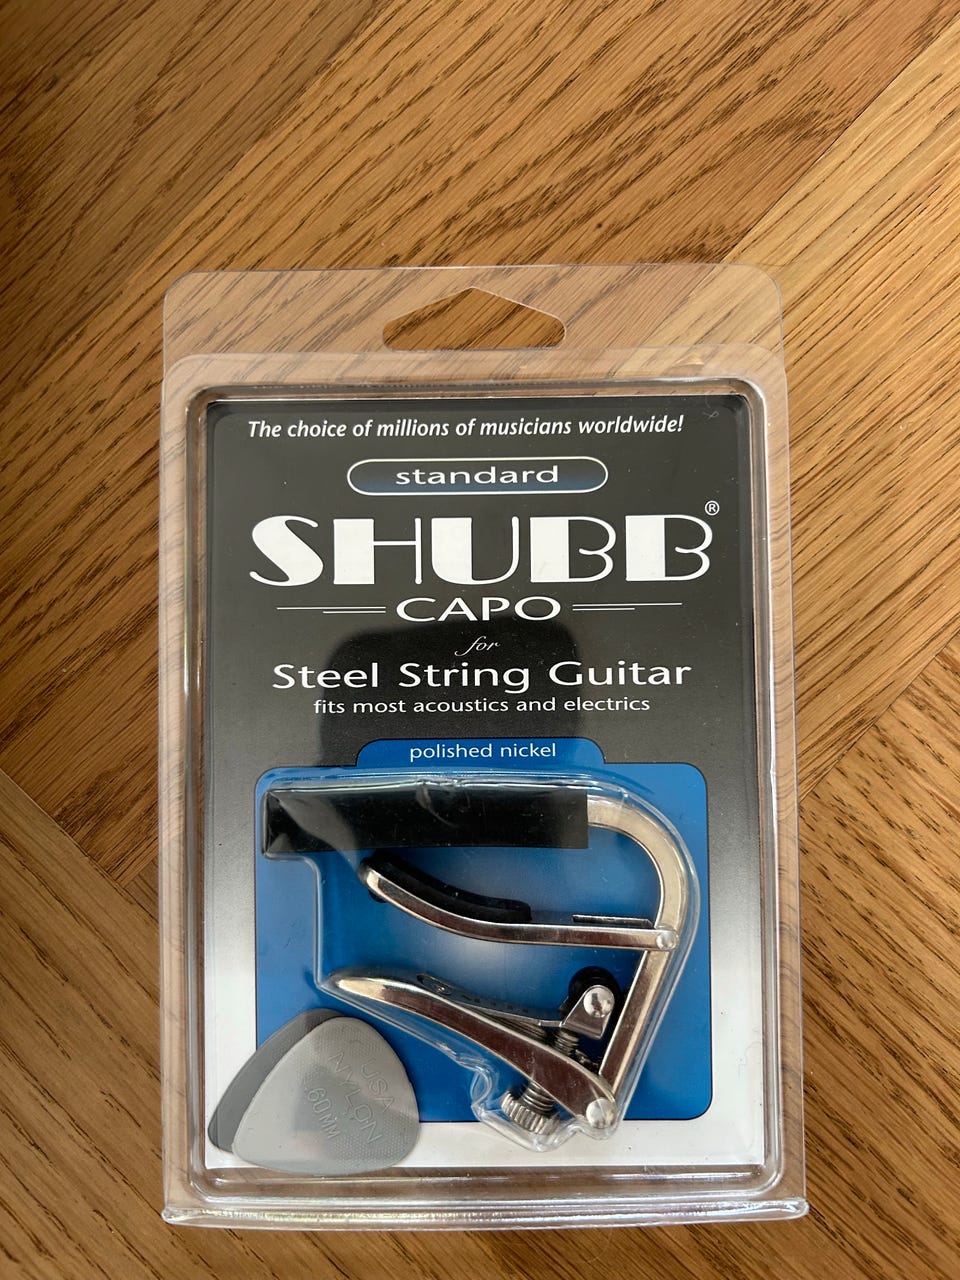 The choice of millions of musicians worldwide!
standard
SHUBB®
CAPO
for
Steel String Guitar
fits most acoustics and electrics
polished nickel
USA
NYLON
.60MM